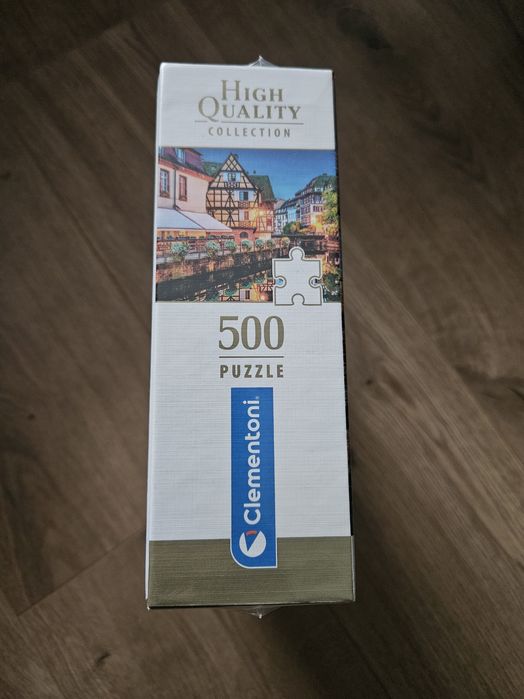 HIGH
QUALITY
COLLECTION
500
PUZZLE
Clementoni®